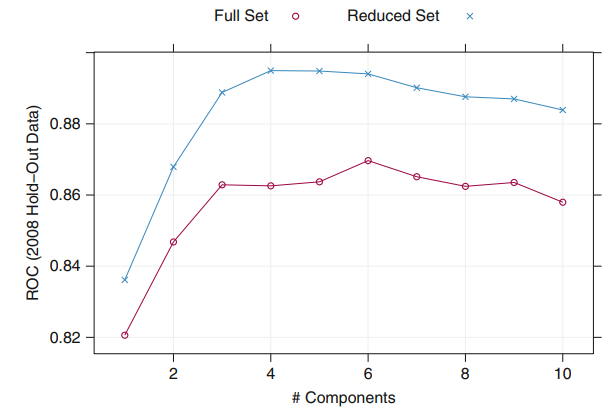 Full Set Reduced Set
0.88
0.86
0.84
0.82
ROC (2008 Hold−Out Data)
2 4 6 8 10
# Components